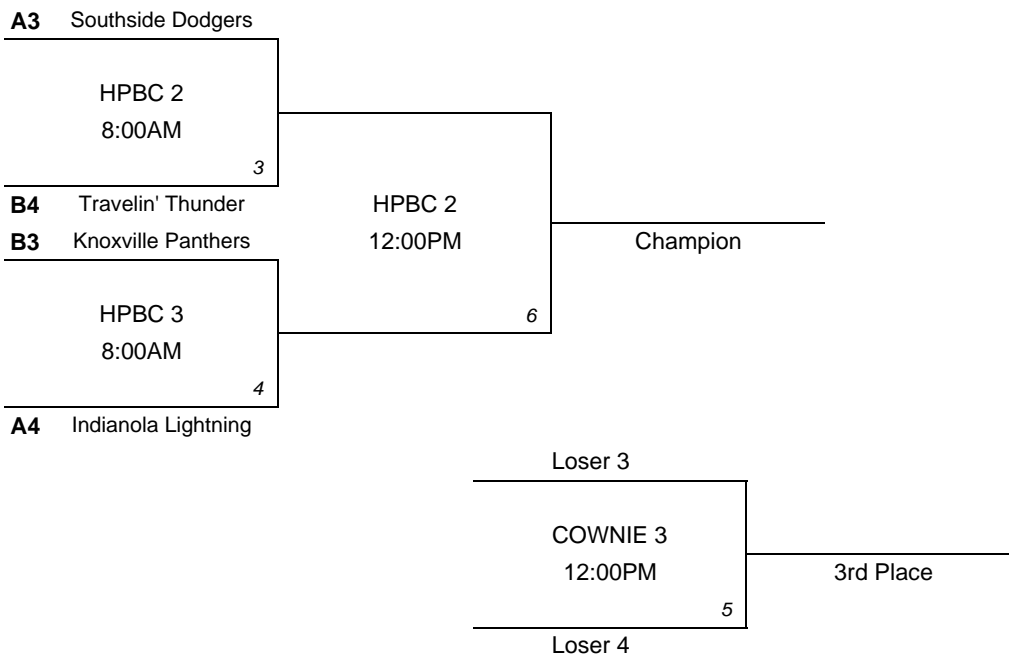 A3 Southside Dodgers
HPBC 2
8:00AM
3
B4 Travelin' Thunder
HPBC 2
B3 Knoxville Panthers
12:00PM
Champion
HPBC 3
6
8:00AM
4
A4 Indianola Lightning
Loser 3
COWNIE 3
12:00PM
3rd Place
5
Loser 4